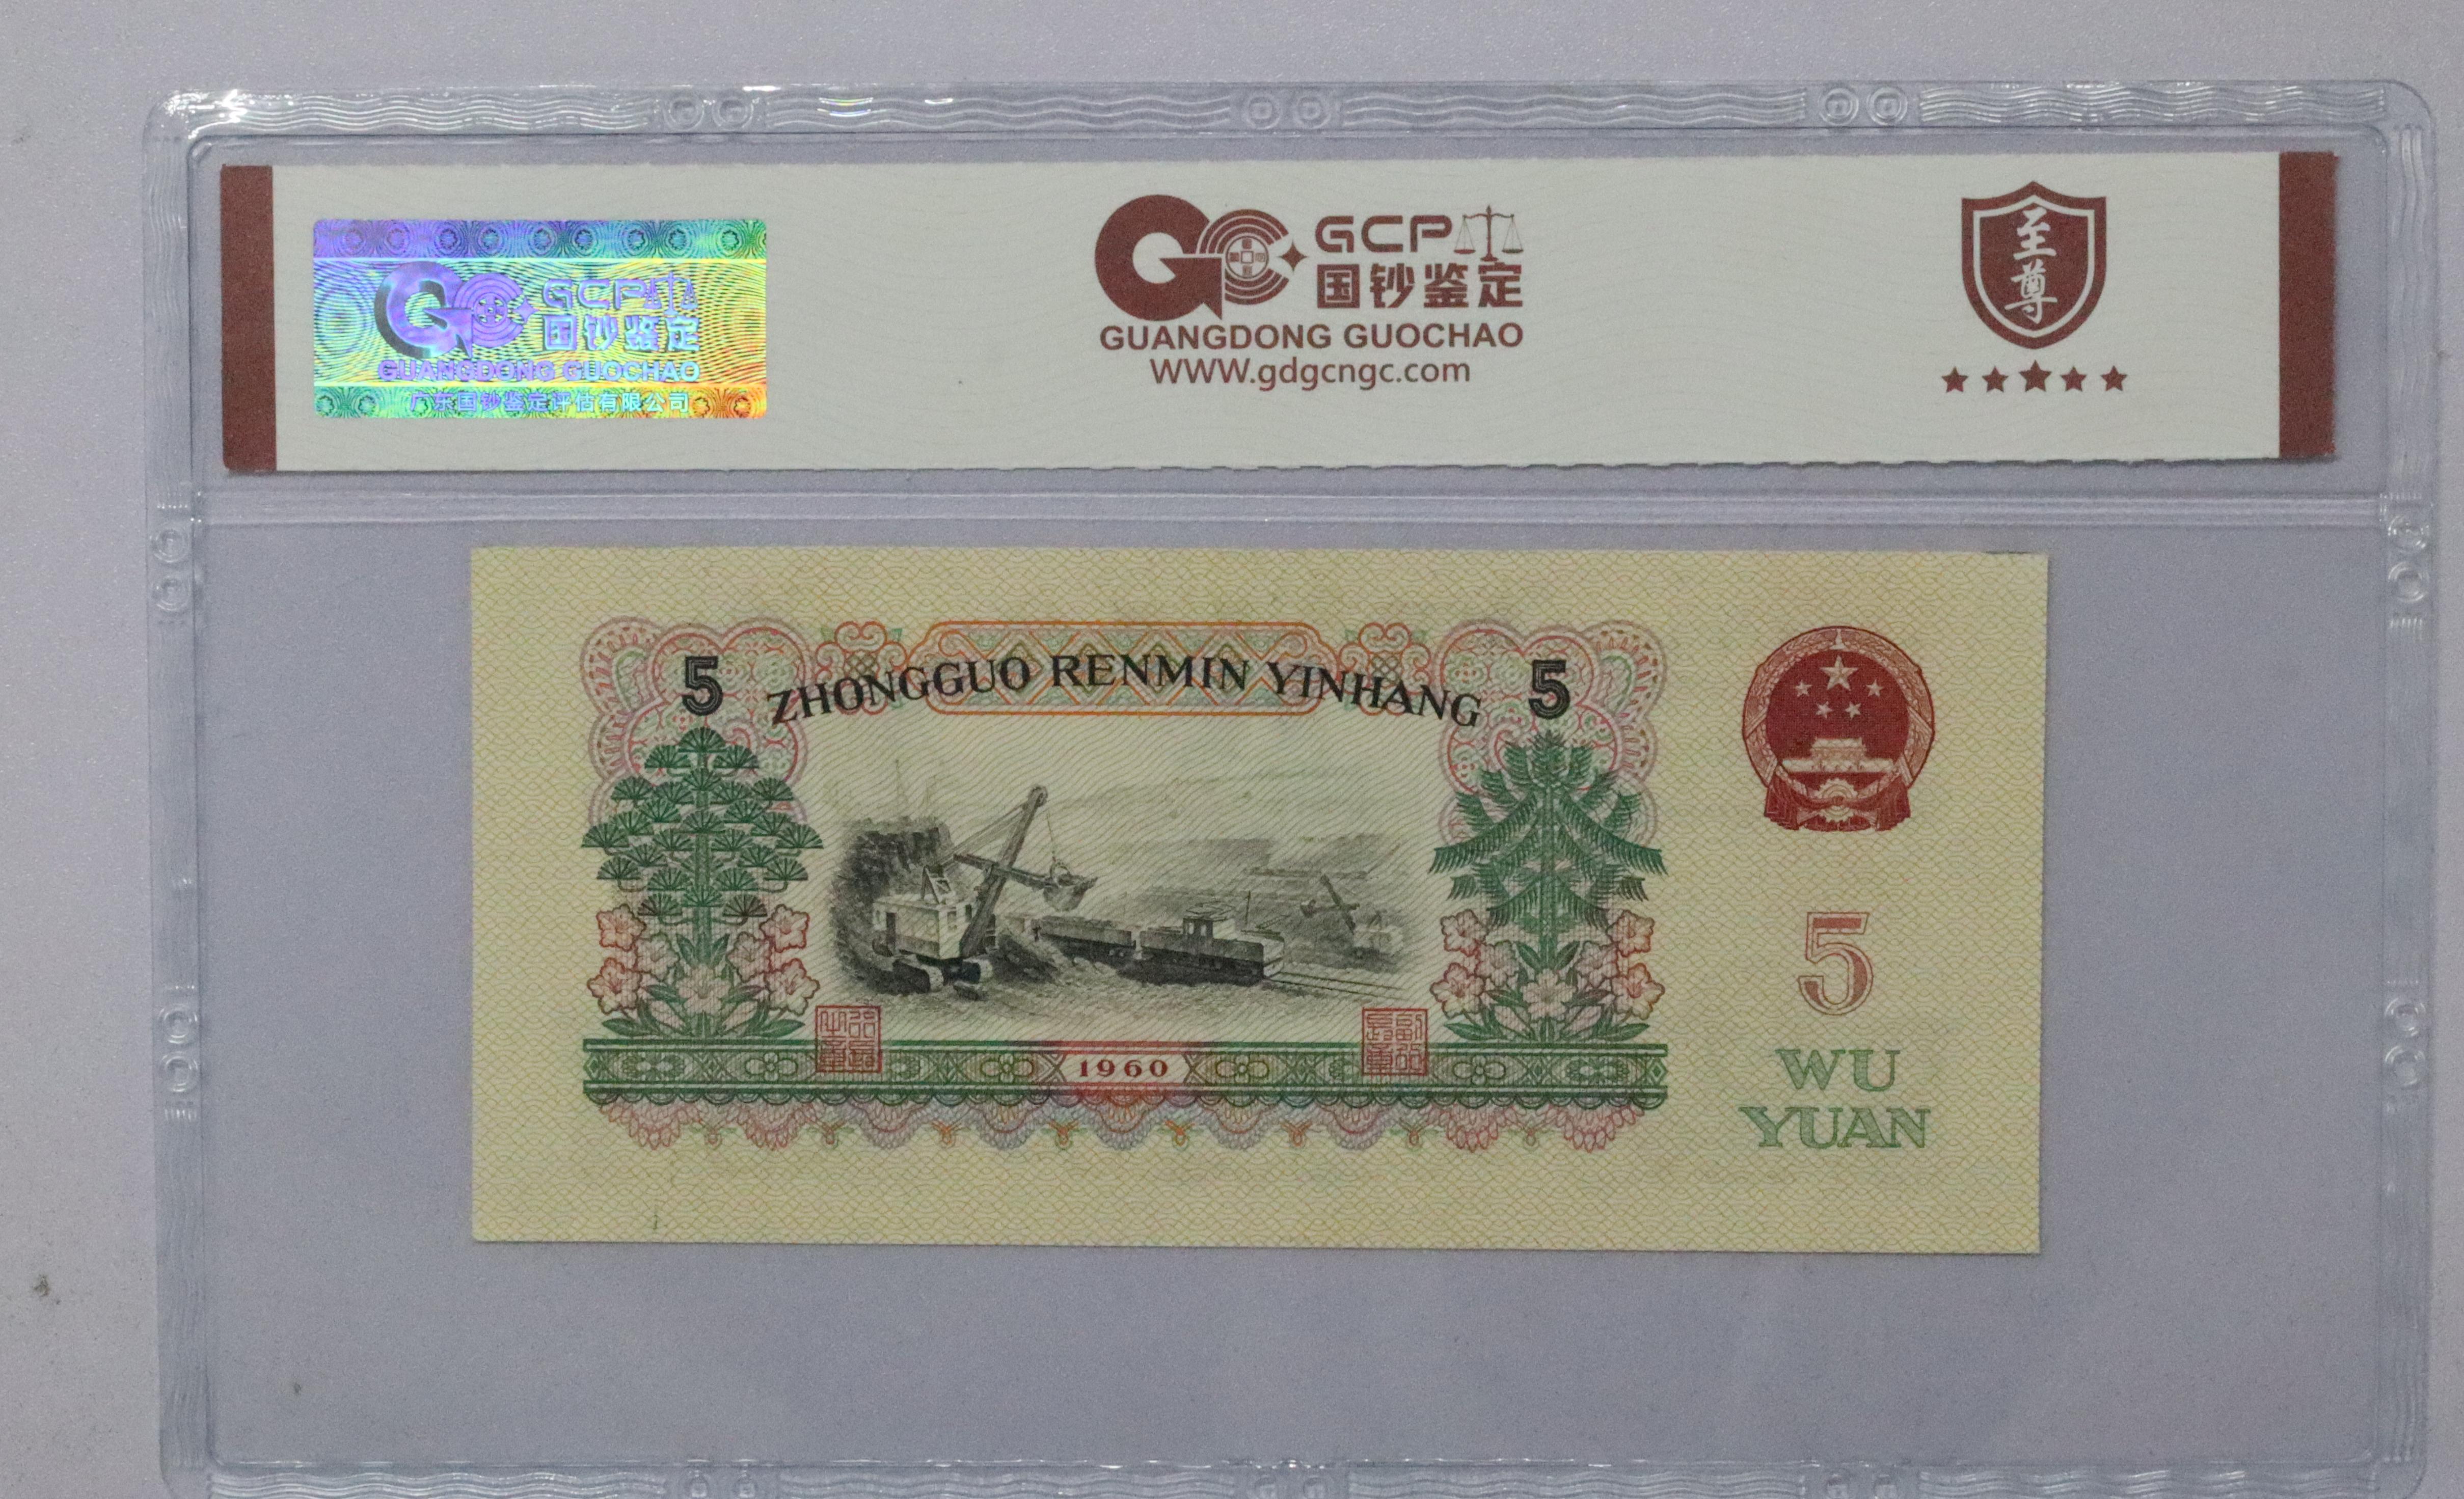 GCP
国钞鉴定
GUANGDONG GUOCHAO
广东国钞鉴定评估有限公司
GCP
国钞鉴定
GUANGDONG GUOCHAO
WWW.gdgcngc.com
至尊
5 ZHONGGUO RENMIN YINHANG 5
1960
5
WU
YUAN